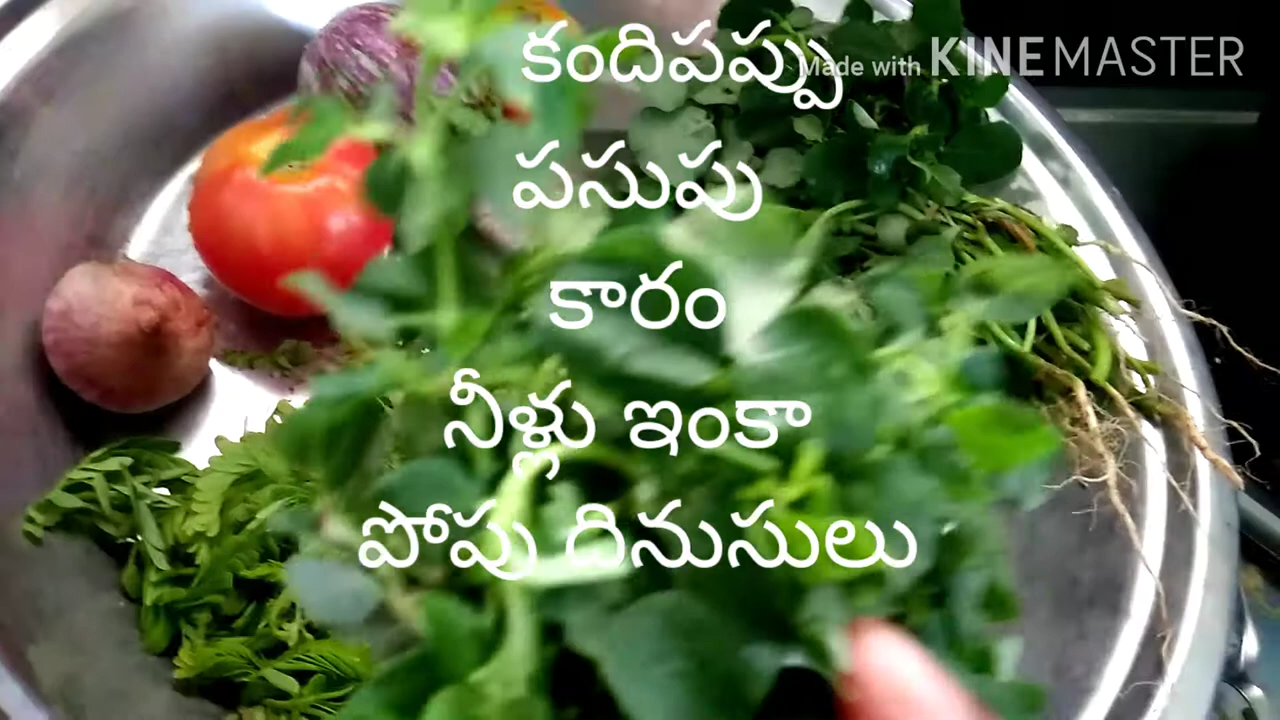 కందిపప్పు
Made with KINEMASTER
పసుపు
కారం
నీళ్లు ఇంకా
పోపు దినుసులు